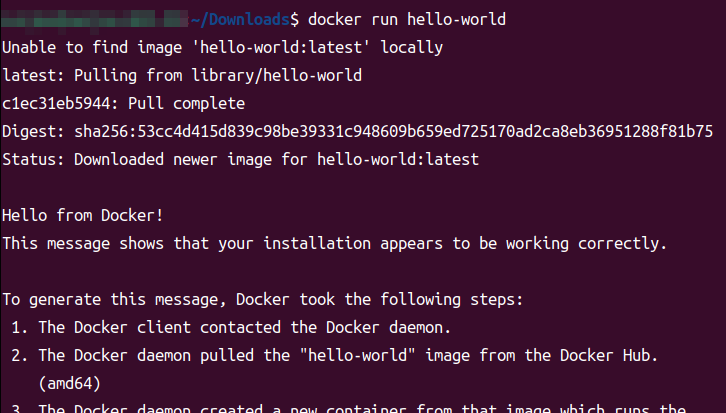 ~/Downloads$ docker run hello-world
Unable to find image 'hello-world:latest' locally
latest: Pulling from library/hello-world
c1ec31eb5944: Pull complete
Digest: sha256:53cc4d415d839c98be39331c948609b659ed725170ad2ca8eb36951288f81b75
Status: Downloaded newer image for hello-world:latest
Hello from Docker!
This message shows that your installation appears to be working correctly.
To generate this message, Docker took the following steps:
1. The Docker client contacted the Docker daemon.
2. The Docker daemon pulled the "hello-world" image from the Docker Hub.
(amd64)
3. The Docker daemon created a new container from that image which runs the